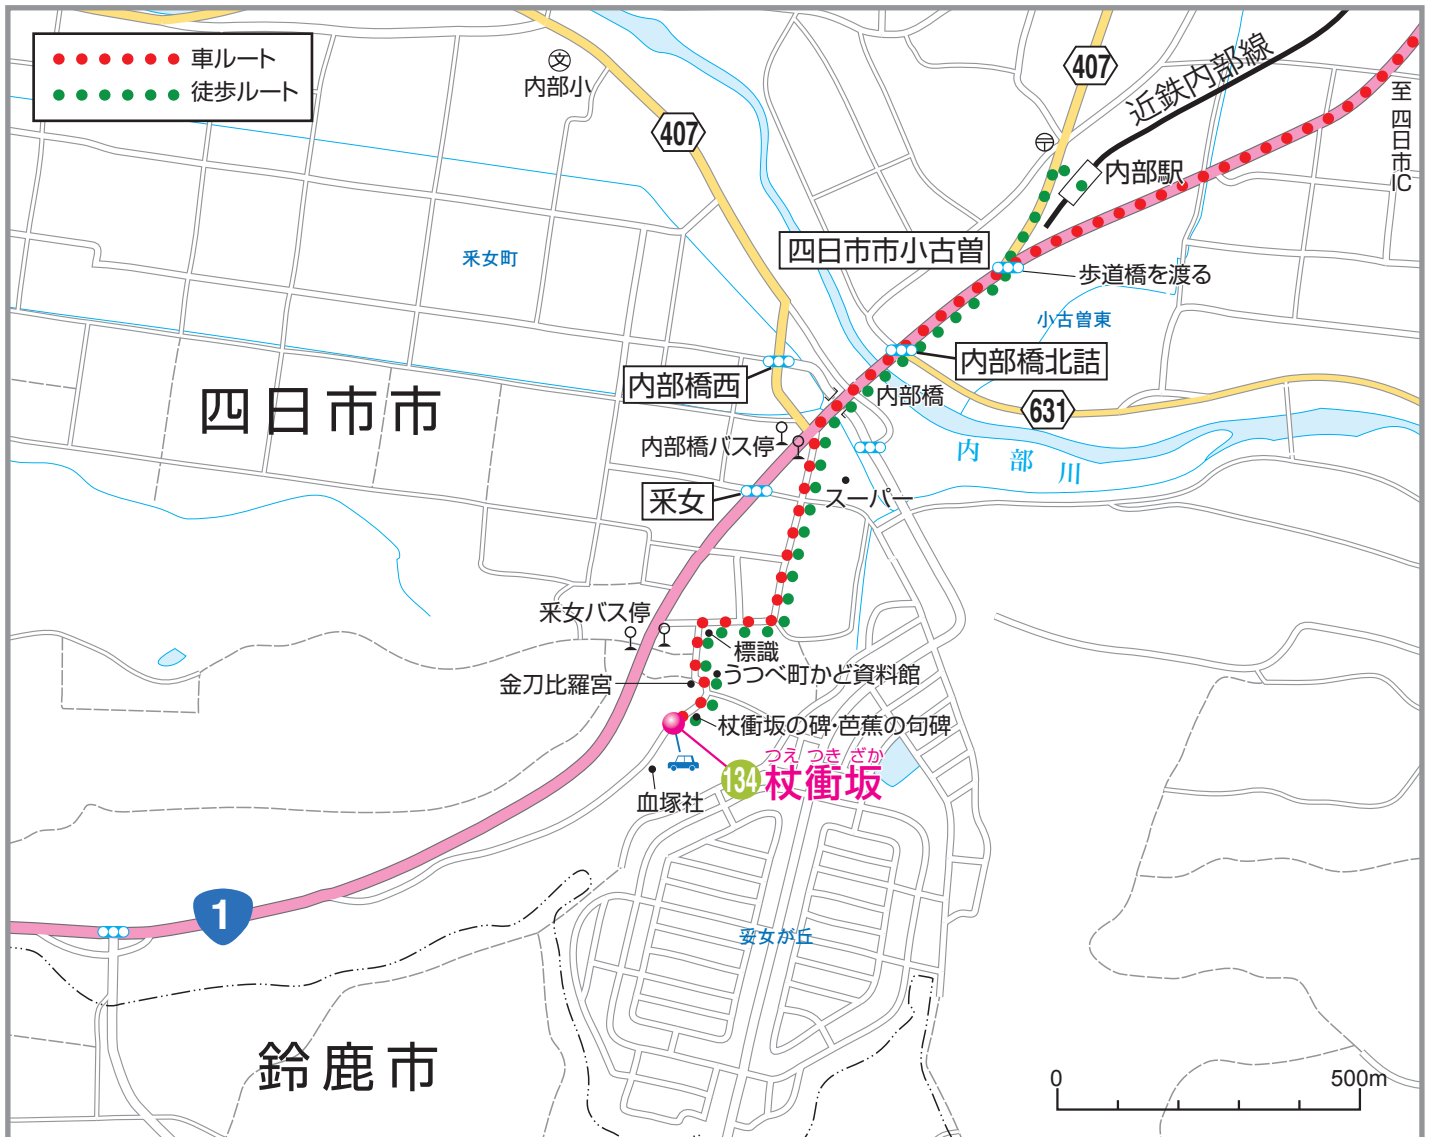 車ルート
徒歩ルート
文
内部小
407
407
近鉄内部線
至四日市IC
〒
内部駅
四日市市小古曽
歩道橋を渡る
釆女町
小古曽東
内部橋北詰
内部橋西
四日市市
内部橋
631
内部橋バス停
内部川
釆女
スーパー
釆女バス停
標識
うつべ町かど資料館
金刀比羅宮
杖衝坂の碑・芭蕉の句碑
つえつきざか
134 杖衝坂
血塚社
1
妥女が丘
鈴鹿市
0 500m